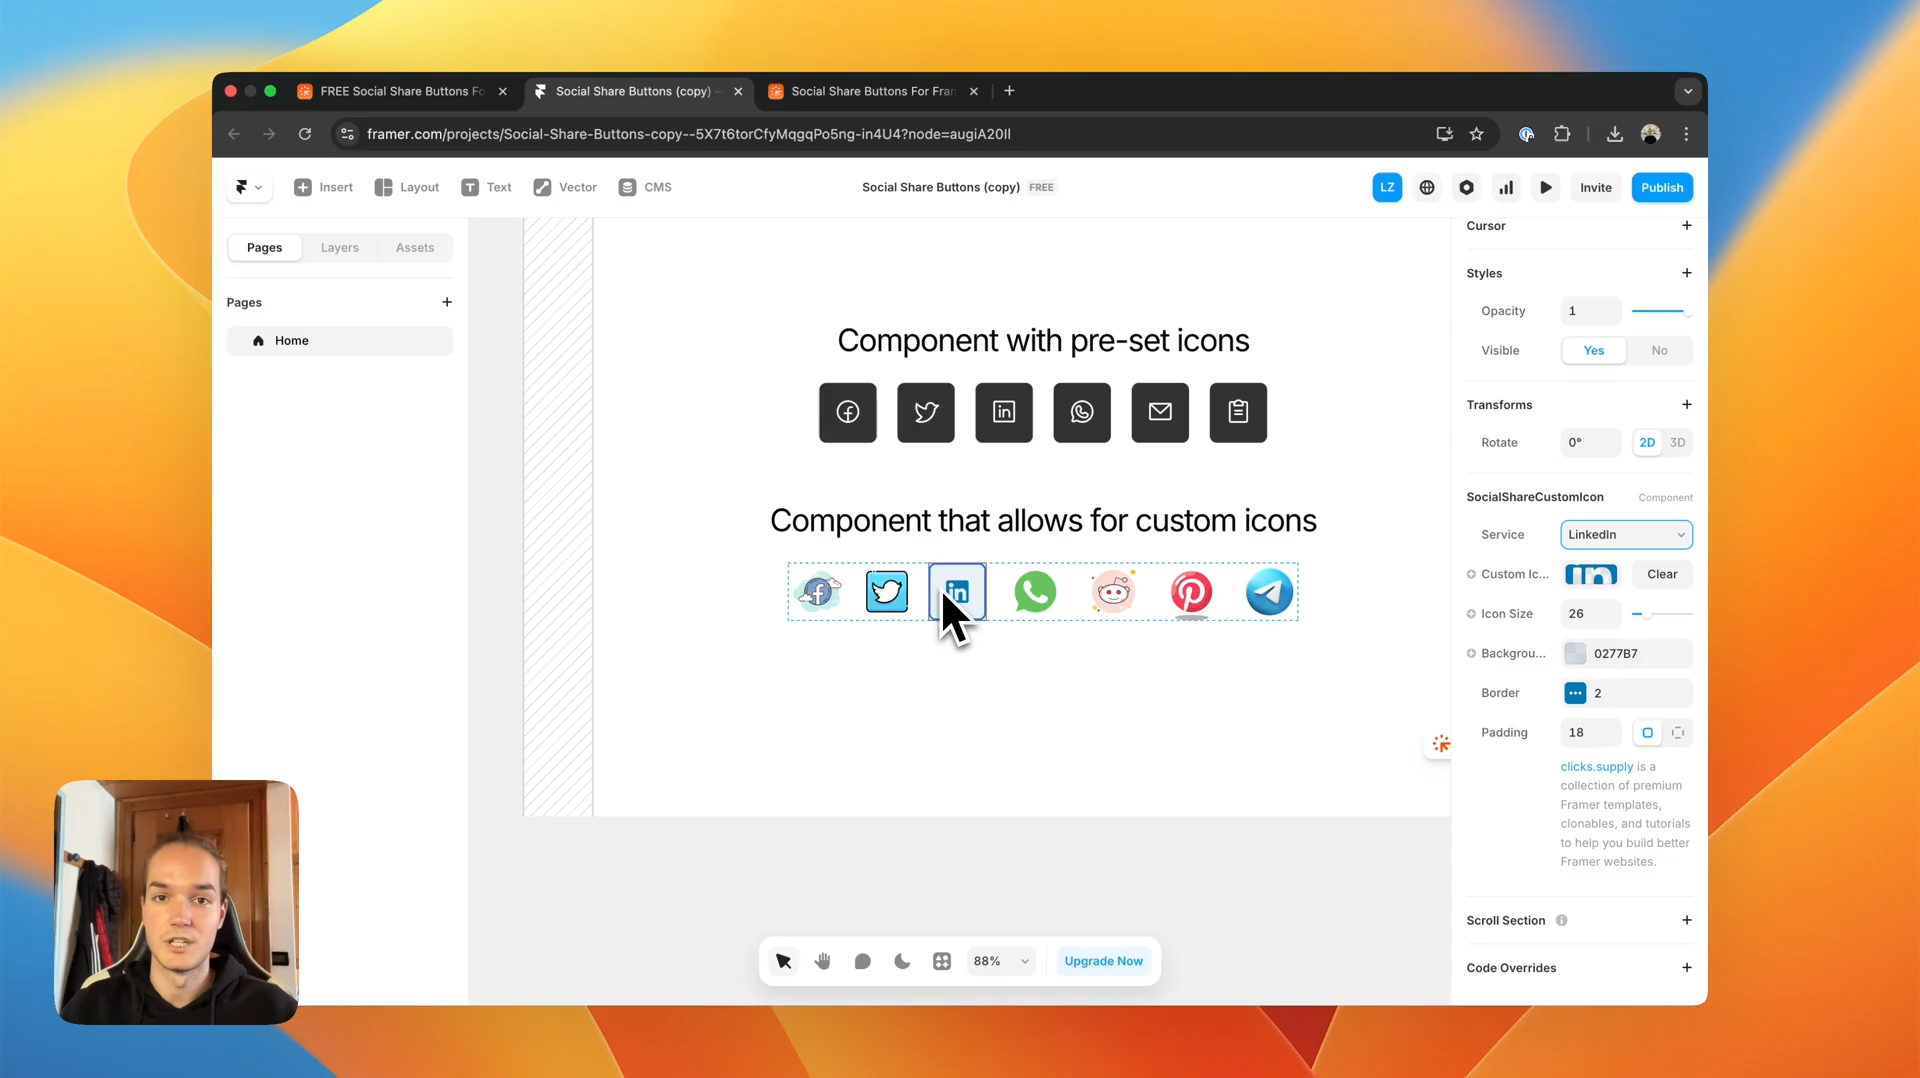 FREE Social Share Buttons Fo
Social Share Buttons (copy) –
Social Share Buttons For Fran
framer.com/projects/Social-Share-Buttons-copy--5X7t6torCfyMqgqPo5ng-in4U4?node=augiA20Il
Insert
Layout
Text
Vector
CMS
Social Share Buttons (copy) FREE
LZ
Invite
Publish
Pages
Layers
Assets
Pages
Home
Component with pre-set icons
Component that allows for custom icons
88%
Upgrade Now
Cursor
Styles
Opacity 1
Visible Yes No
Transforms
Rotate 0° 2D 3D
SocialShareCustomIcon Component
Service LinkedIn
Custom Ic... Clear
Icon Size 26
Backgrou... 0277B7
Border 2
Padding 18
clicks.supply is a
collection of premium
Framer templates,
clonables, and tutorials
to help you build better
Framer websites.
Scroll Section
Code Overrides